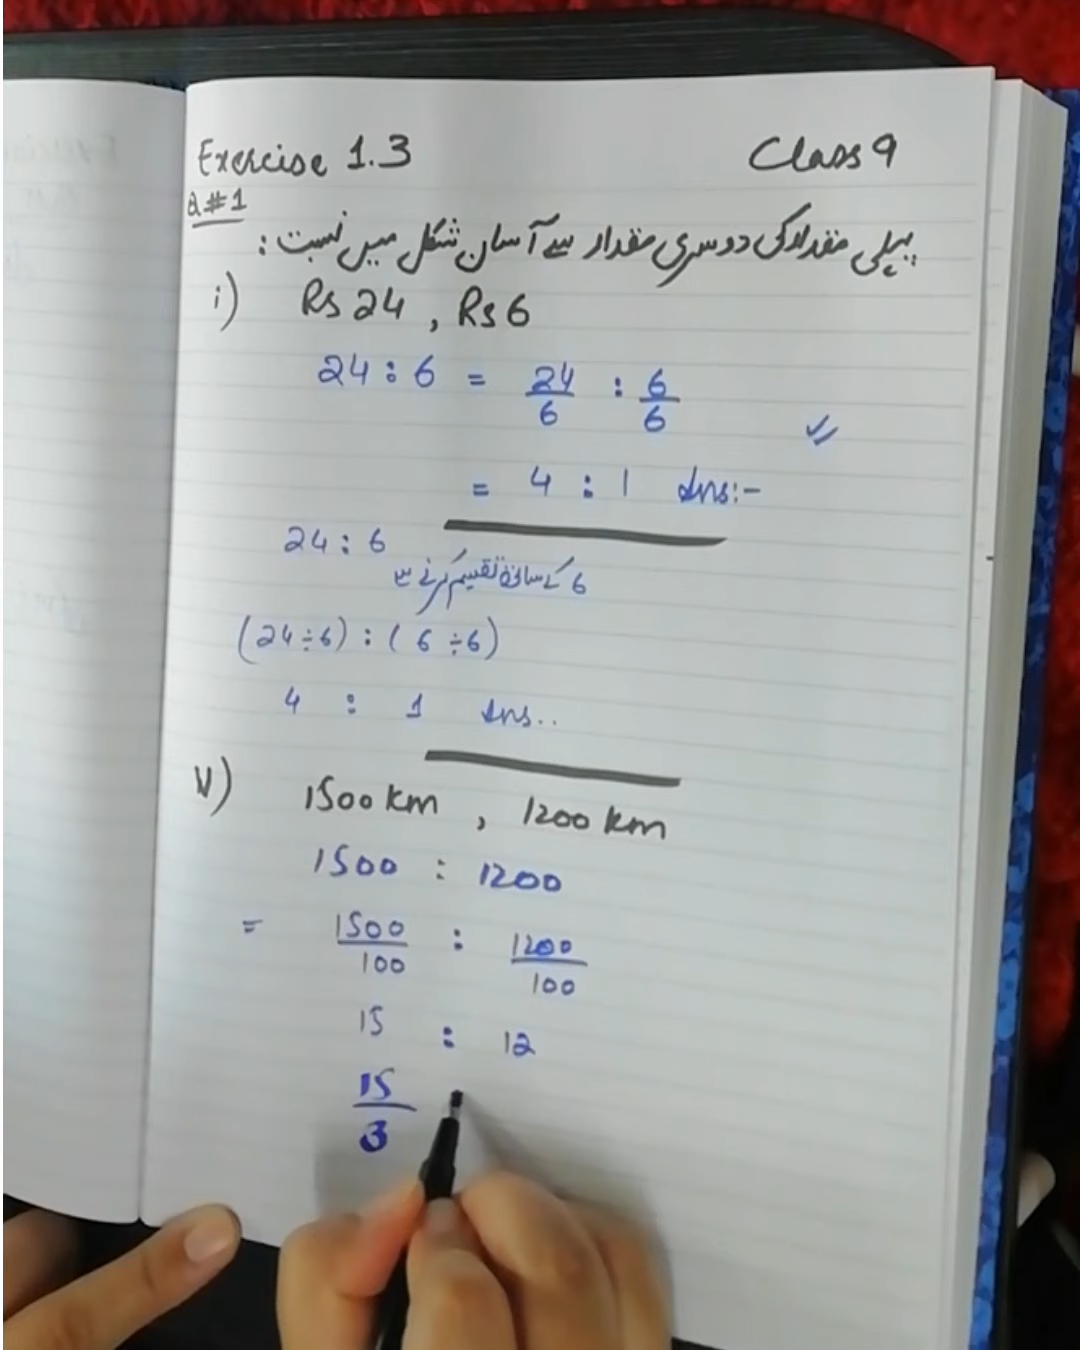 Exercise 1.3 Class 9
Q#1
پہلی مقدار کی دوسری مقدار سے آسان شکل میں نسبت :
i) Rs 24 , Rs 6
24 : 6 = 24/6 : 6/6
= 4 : 1 Ans:-
24 : 6
6 کے ساتھ تقسیم کرنے سے
(24÷6) : (6÷6)
4 : 1 Ans..
v) 1500 km , 1200 km
1500 : 1200
= 1500/100 : 1200/100
15 : 12
15/3